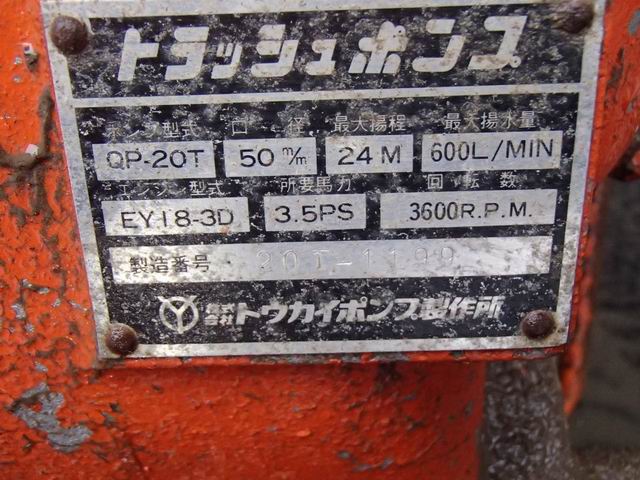 トラッシュポンプ
ポンプ型式 口径 最大揚程 最大揚水量
QP-20T 50m/m 24M 600L/MIN
エンジン型式 所要馬力 回転数
EY18-3D 3.5PS 3600R.P.M.
製造番号 20T-1199
株式会社 トウカイポンプ製作所